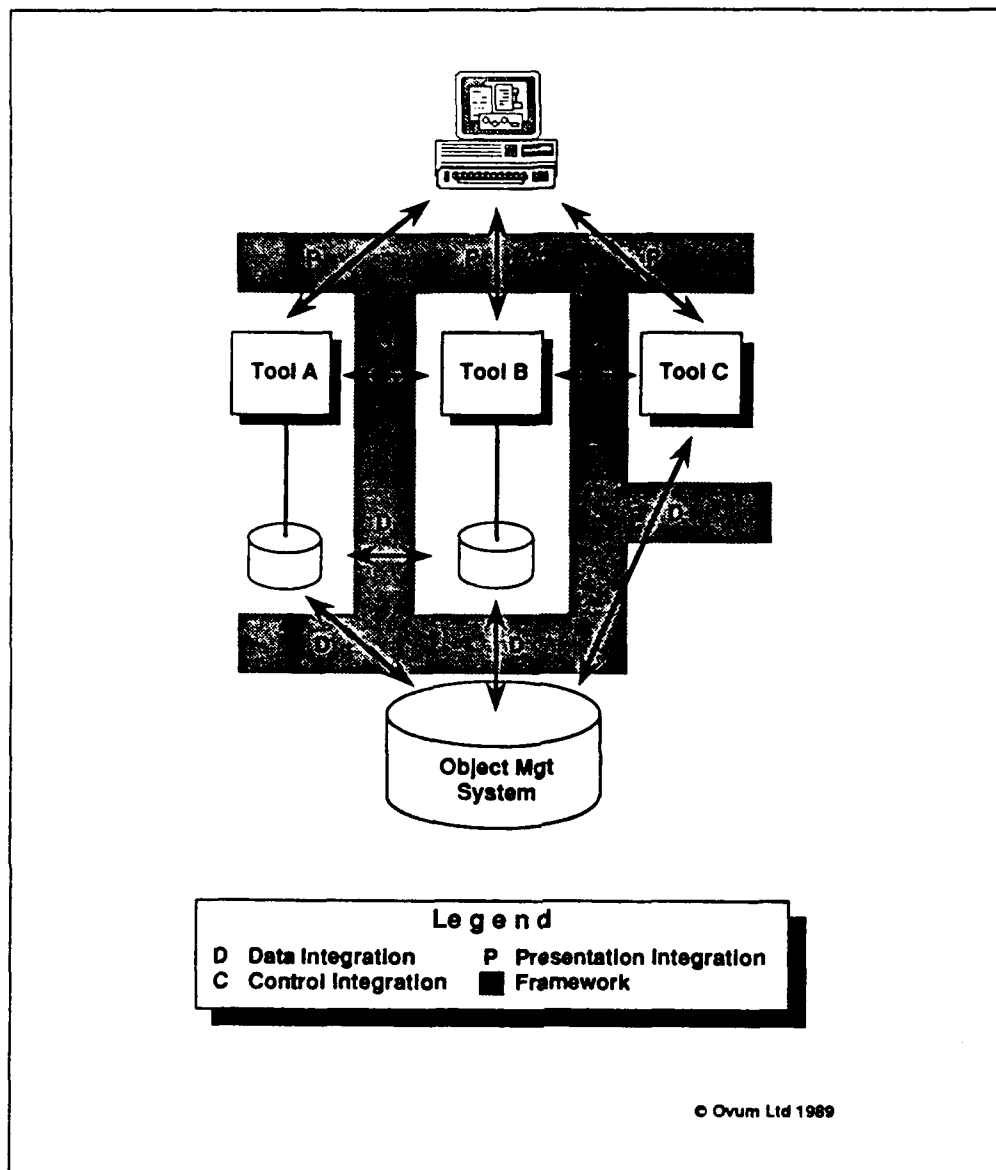 P P P
Tool A Tool B Tool C
D D
D D
Object Mgt
System
Legend
D Data Integration P Presentation Integration
C Control Integration Framework
© Ovum Ltd 1989